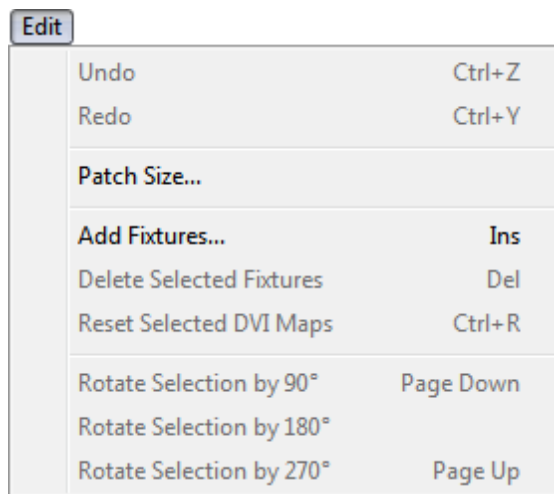 Edit
Undo Ctrl+Z
Redo Ctrl+Y
Patch Size...
Add Fixtures... Ins
Delete Selected Fixtures Del
Reset Selected DVI Maps Ctrl+R
Rotate Selection by 90° Page Down
Rotate Selection by 180°
Rotate Selection by 270° Page Up